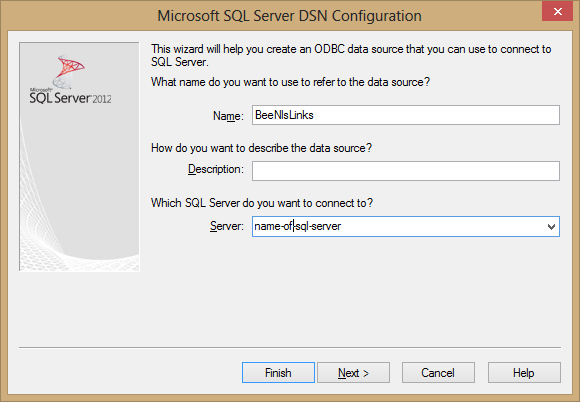 Microsoft SQL Server DSN Configuration
Microsoft
SQL Server 2012
This wizard will help you create an ODBC data source that you can use to connect to
SQL Server.
What name do you want to use to refer to the data source?
Name: BeeNlsLinks
How do you want to describe the data source?
Description:
Which SQL Server do you want to connect to?
Server: name-of-sql-server
Finish Next > Cancel Help